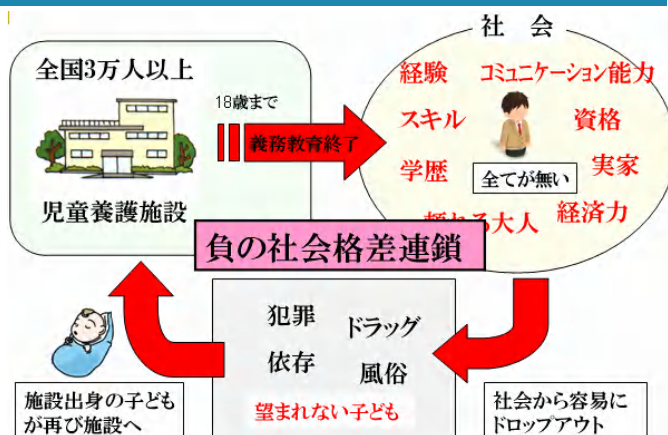 社 会
全国3万人以上
18歳まで
義務教育終了
児童養護施設
経験 コミュニケーション能力
スキル 資格
学歴 実家
全てが無い
頼れる大人 経済力
負の社会格差連鎖
犯罪 ドラッグ
依存 風俗
望まれない子ども
社会から容易に
ドロップアウト
施設出身の子ども
が再び施設へ